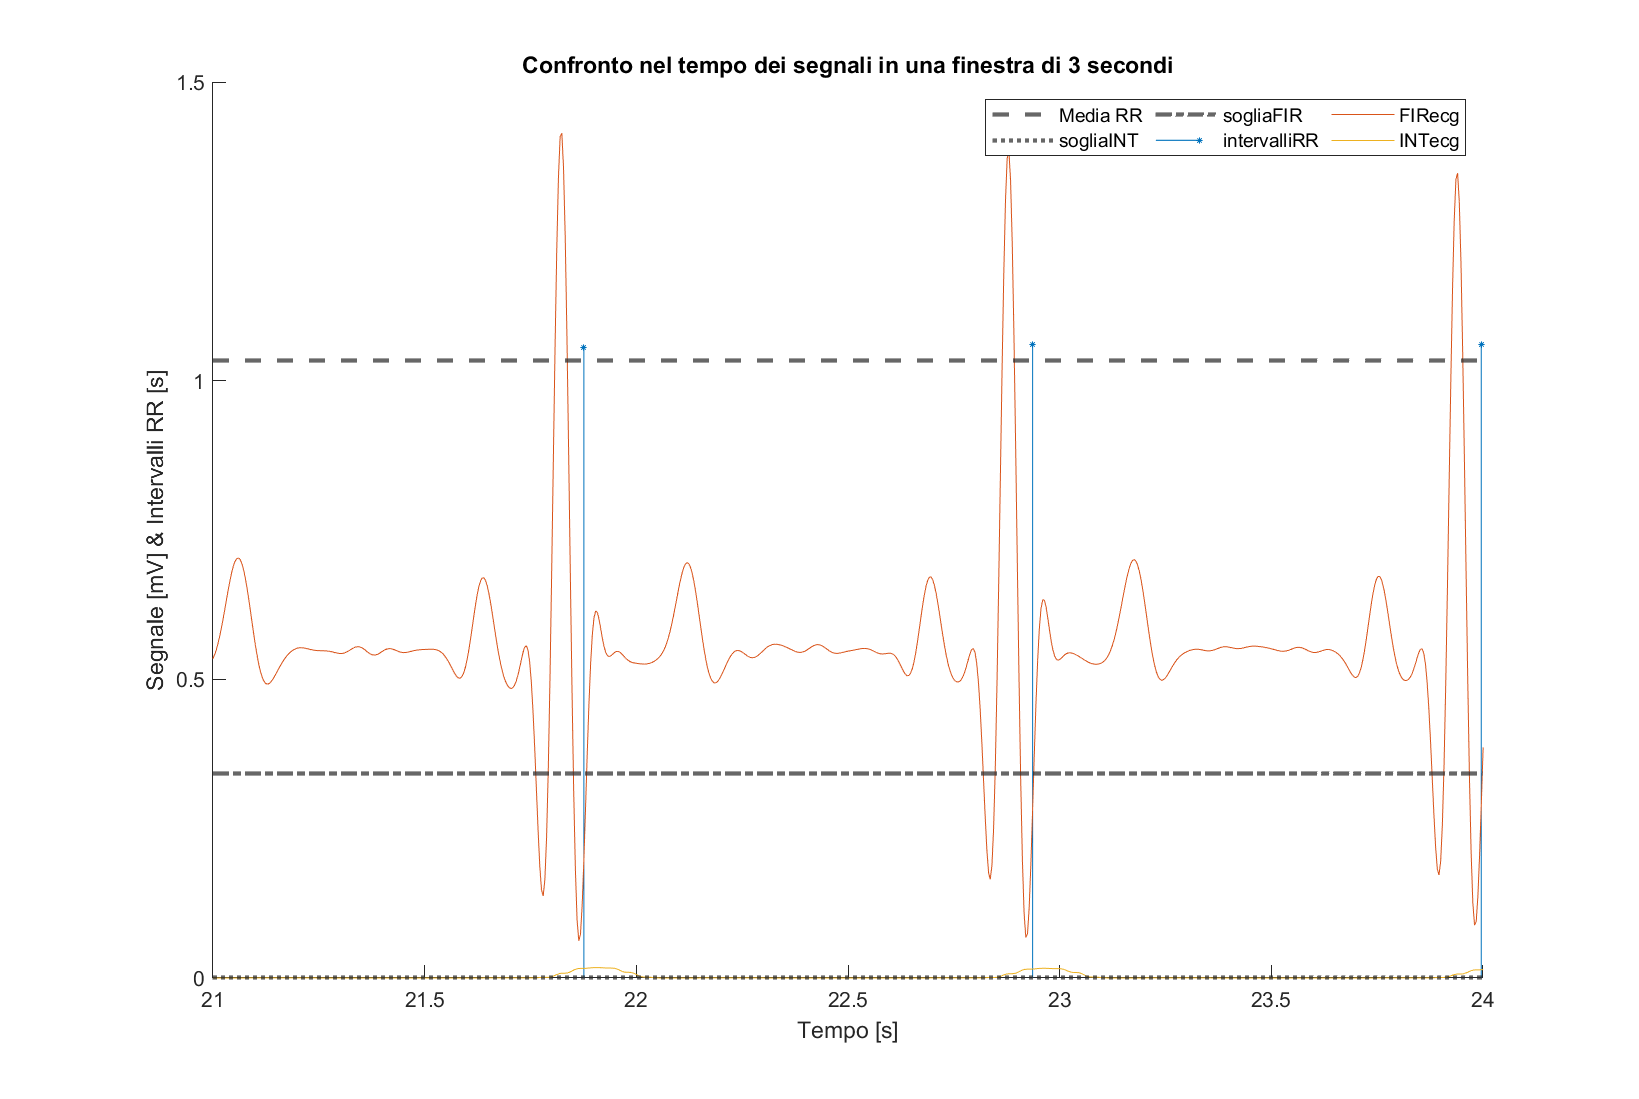 Confronto nel tempo dei segnali in una finestra di 3 secondi
Media RR sogliaFIR FIRecg
sogliaINT intervalliRR INTecg
Segnale [mV] & Intervalli RR [s]
1.5
1
0.5
0
21 21.5 22 22.5 23 23.5 24
Tempo [s]